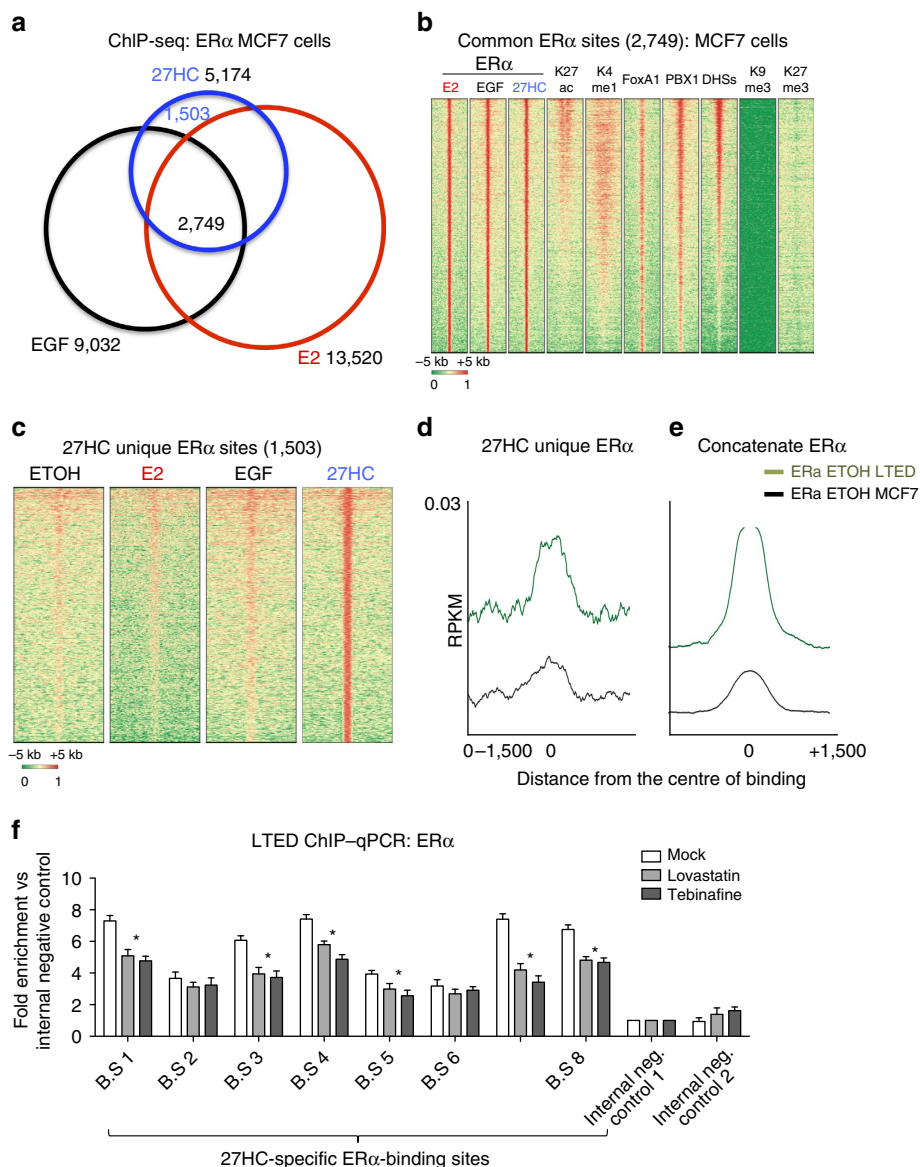 a
ChIP-seq: ERα MCF7 cells
27HC 5,174
1,503
2,749
EGF 9,032
E2 13,520
b
Common ERα sites (2,749): MCF7 cells
ERα
E2 EGF 27HC K27 ac K4 me1 FoxA1 PBX1 DHSs K9 me3 K27 me3
−5 kb +5 kb
0 1
c
27HC unique ERα sites (1,503)
ETOH E2 EGF 27HC
−5 kb +5 kb
0 1
d
27HC unique ERα
0.03
RPKM
0 −1,500 0
e
Concatenate ERα
ERa ETOH LTED
ERa ETOH MCF7
0 +1,500
Distance from the centre of binding
f
LTED ChIP–qPCR: ERα
Mock
Lovastatin
Tebinafine
Fold enrichment vs
internal negative control
10
8
6
4
2
0
* * * * * *
B.S 1 B.S 2 B.S 3 B.S 4 B.S 5 B.S 6 B.S 8 Internal neg. control 1 Internal neg. control 2
27HC-specific ERα-binding sites